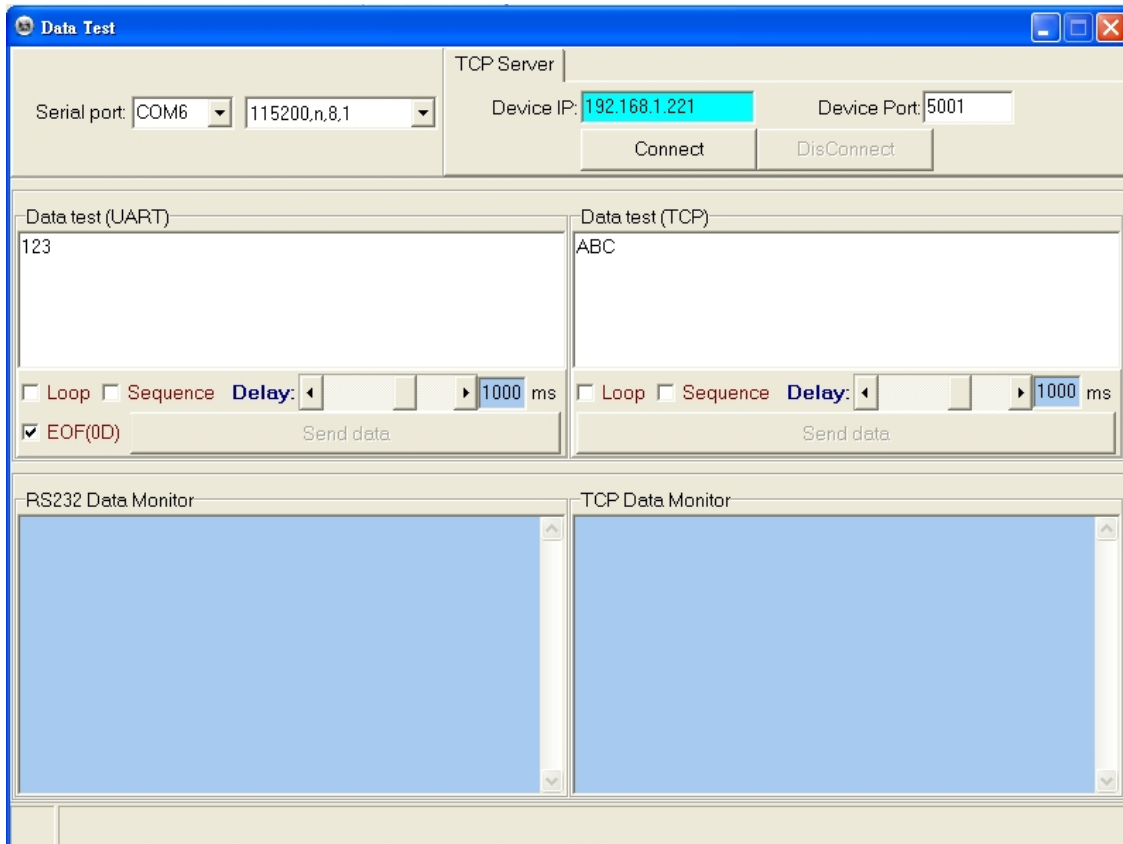 Data Test
TCP Server
Serial port: COM6 115200,n,8,1
Device IP: 192.168.1.221 Device Port: 5001
Connect DisConnect
Data test (UART)
123
Loop Sequence Delay: 1000 ms
EOF(0D) Send data
Data test (TCP)
ABC
Loop Sequence Delay: 1000 ms
Send data
RS232 Data Monitor
TCP Data Monitor